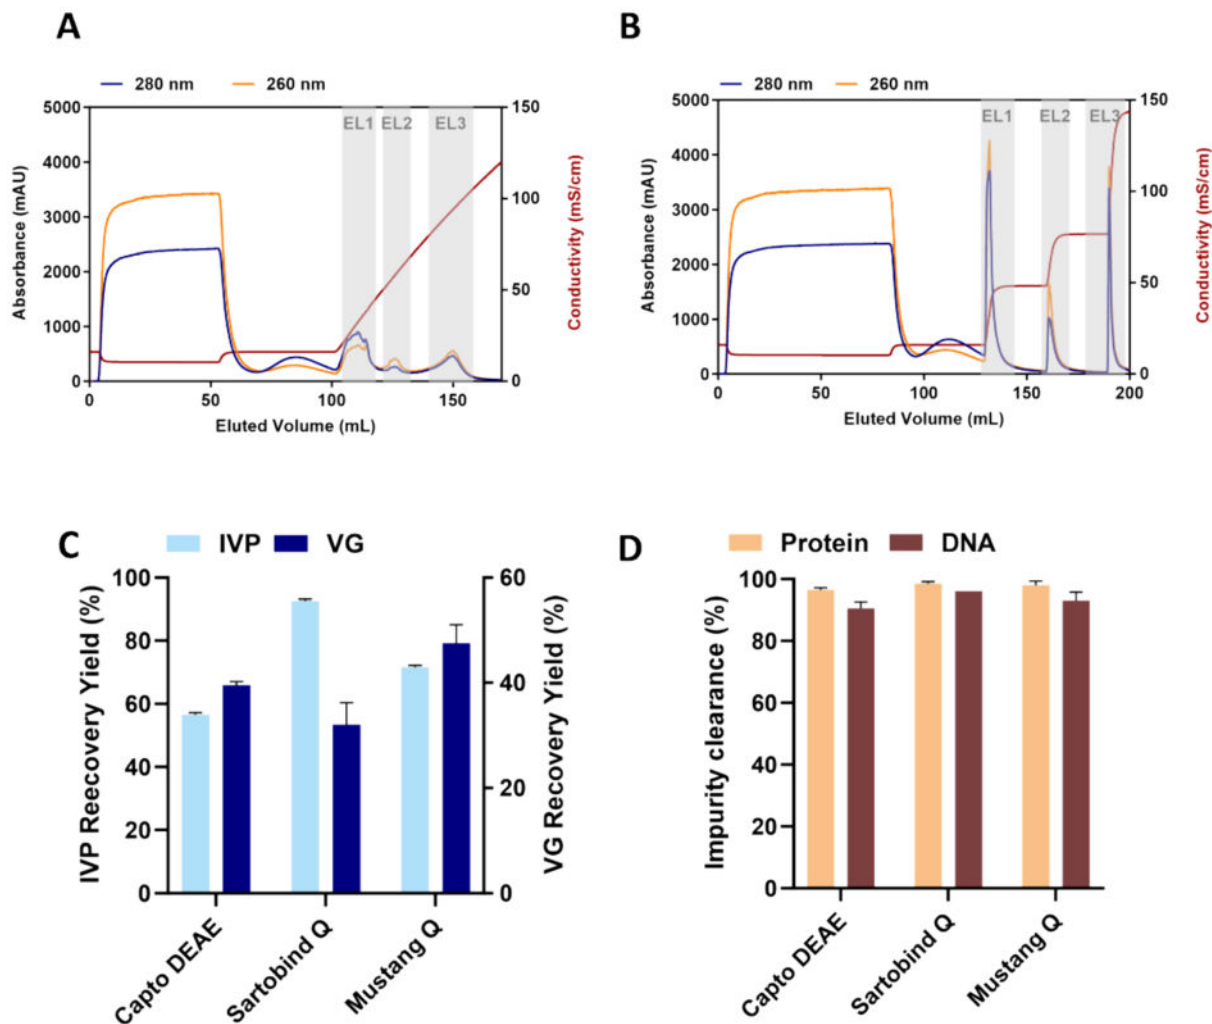 A
280 nm 260 nm
5000
4000
3000
2000
1000
0
Absorbance (mAU)
EL1 EL2 EL3
150
100
50
0
Conductivity (mS/cm)
0 50 100 150
Eluted Volume (mL)
B
280 nm 260 nm
5000
4000
3000
2000
1000
0
Absorbance (mAU)
EL1 EL2 EL3
150
100
50
0
Conductivity (mS/cm)
0 50 100 150 200
Eluted Volume (mL)
C
IVP VG
100
80
60
40
20
0
IVP Reecovery Yield (%)
60
40
20
0
VG Recovery Yield (%)
Capto DEAE
Sartobind Q
Mustang Q
D
Protein DNA
100
80
60
40
20
0
Impurity clearance (%)
Capto DEAE
Sartobind Q
Mustang Q